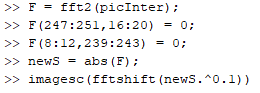 >> F = fft2(picInter);
>> F(247:251,16:20) = 0;
>> F(8:12,239:243) = 0;
>> newS = abs(F);
>> imagesc(fftshift(newS.^0.1))